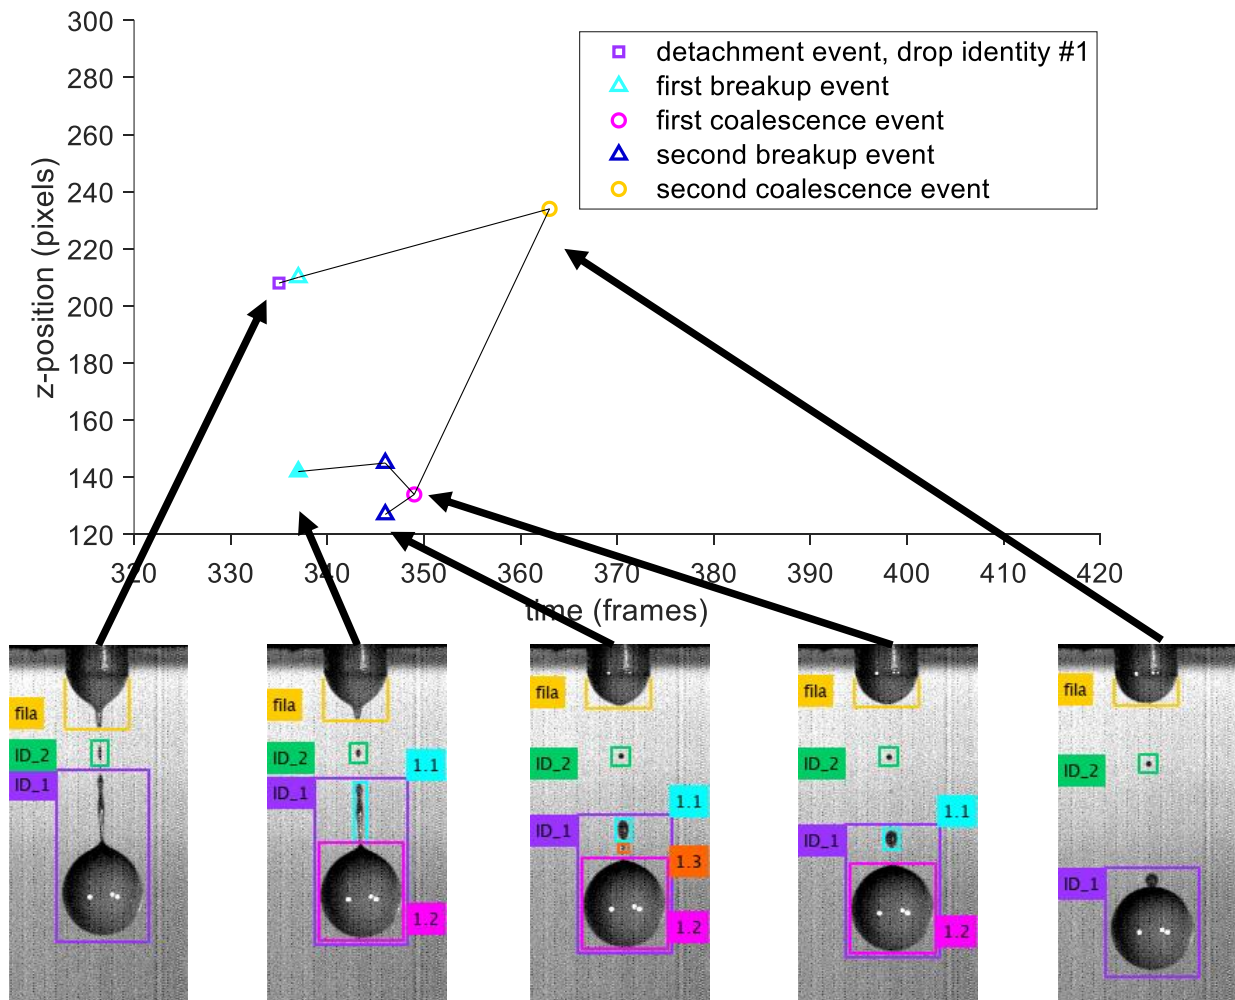 300
280
260
240
220
200
180
160
140
120
z-position (pixels)
detachment event, drop identity #1
first breakup event
first coalescence event
second breakup event
second coalescence event
320 330 340 350 360 370 380 390 400 410 420
time (frames)
fila
ID_2
ID_1
fila
ID_2
1.1
ID_1
1.2
fila
ID_2
1.1
ID_1
1.3
1.2
fila
ID_2
1.1
ID_1
1.2
fila
ID_2
ID_1